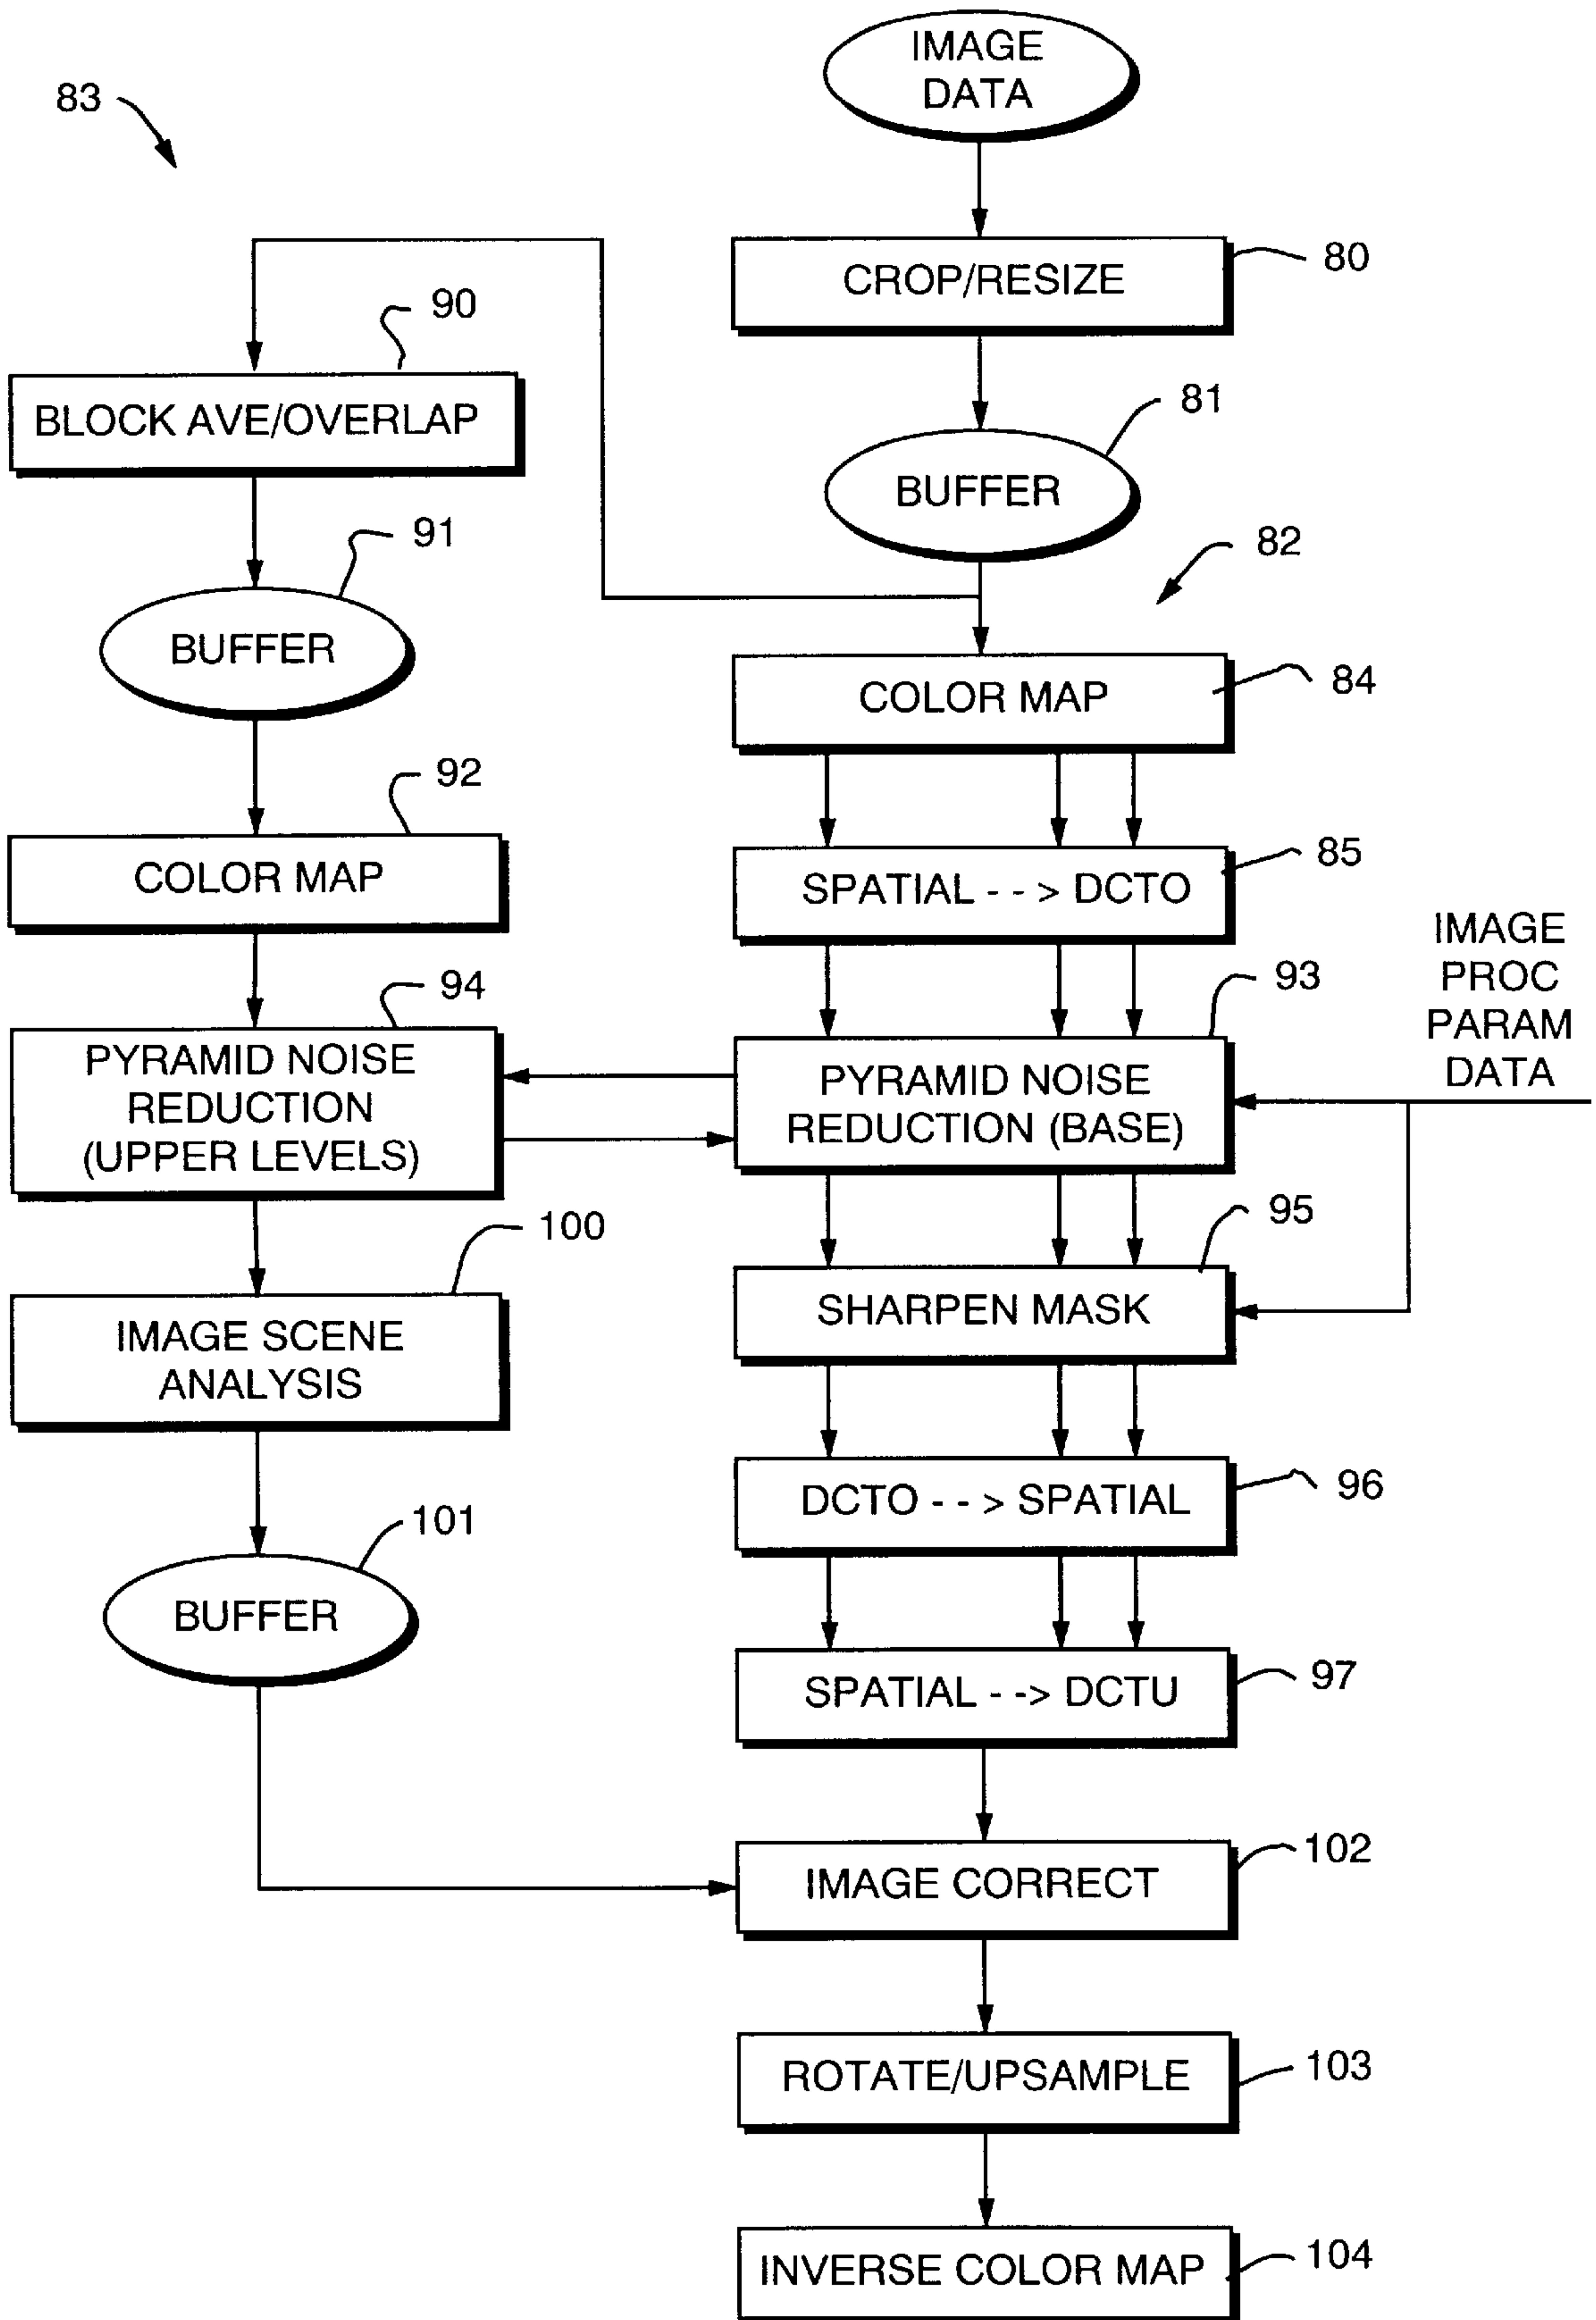 IMAGE
DATA
83
CROP/RESIZE
80
90
BLOCK AVE/OVERLAP
81
BUFFER
91
82
BUFFER
COLOR MAP
84
92
COLOR MAP
SPATIAL - - > DCTO
85
IMAGE
PROC
PARAM
DATA
94
93
PYRAMID NOISE
REDUCTION
(UPPER LEVELS)
PYRAMID NOISE
REDUCTION (BASE)
100
95
IMAGE SCENE
ANALYSIS
SHARPEN MASK
DCTO - - > SPATIAL
96
101
BUFFER
SPATIAL - -> DCTU
97
IMAGE CORRECT
102
ROTATE/UPSAMPLE
103
INVERSE COLOR MAP
104